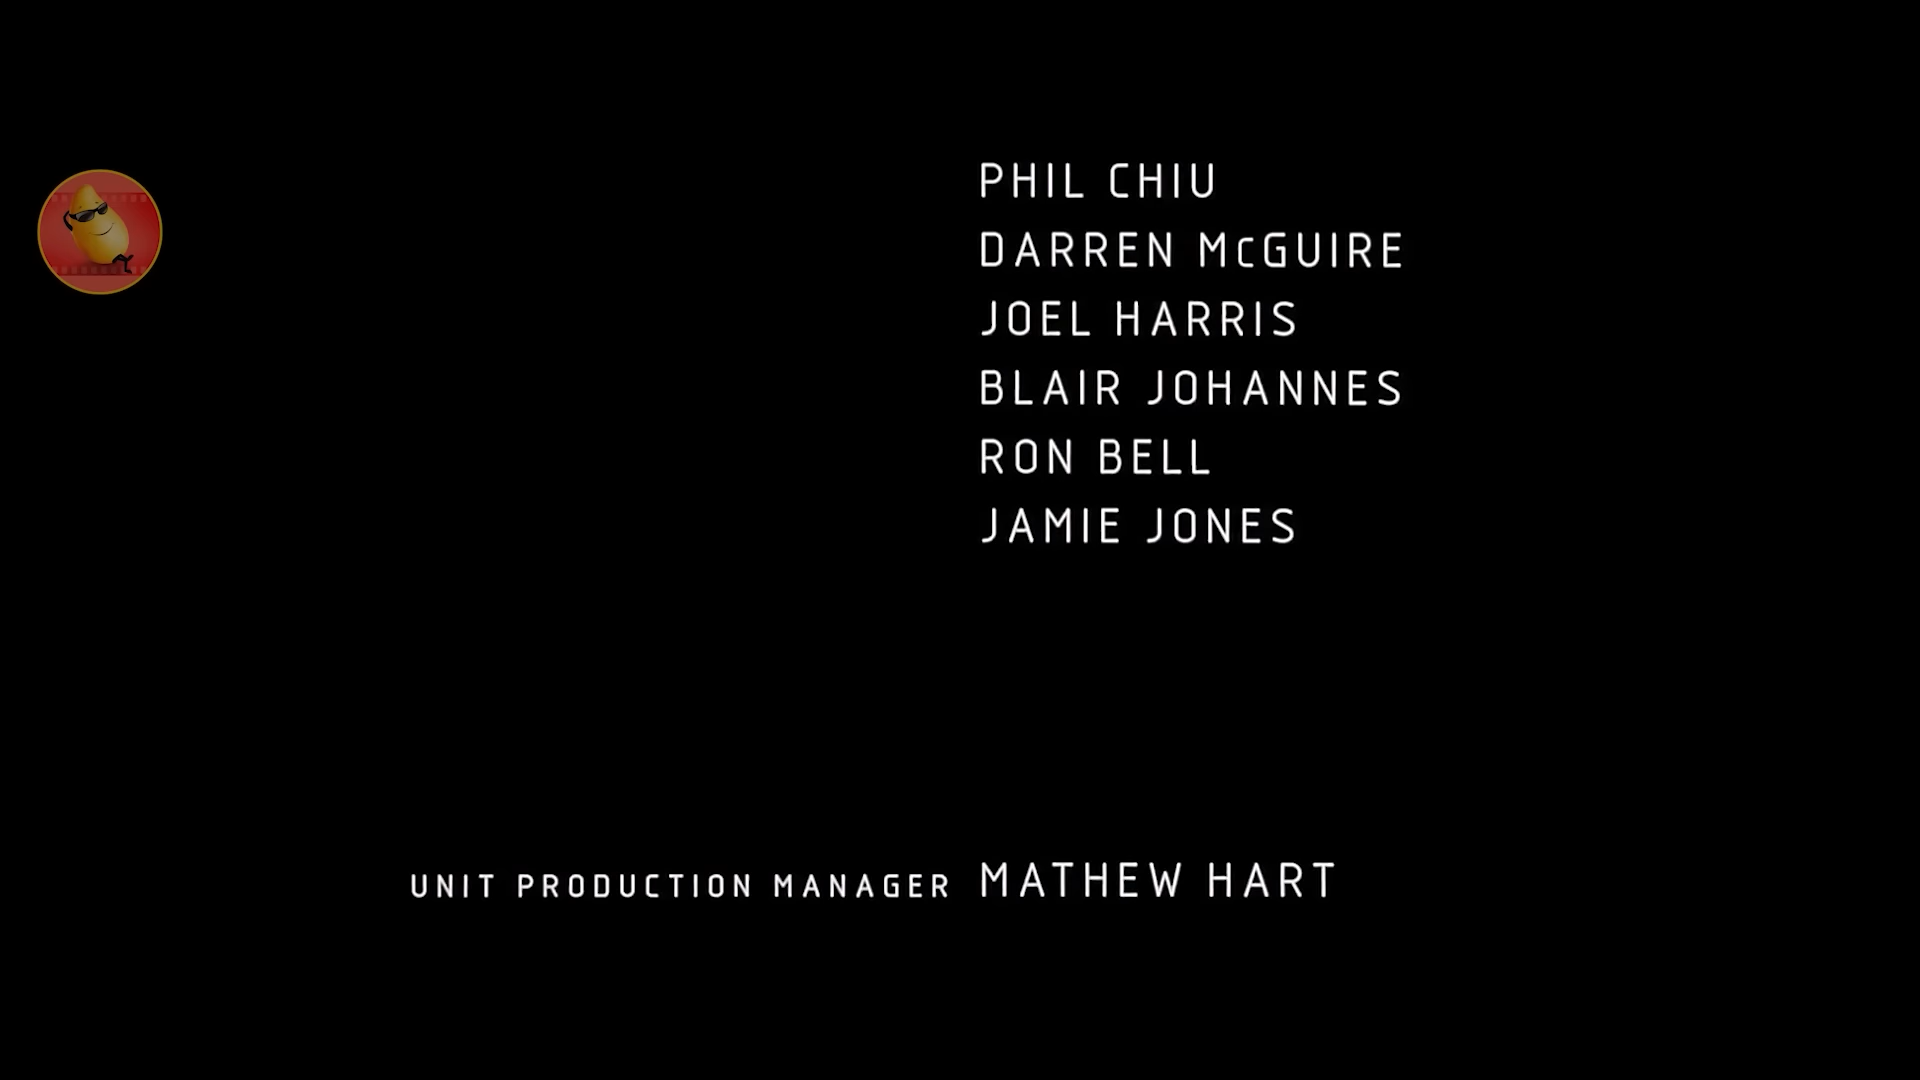 PHIL CHIU
DARREN McGUIRE
JOEL HARRIS
BLAIR JOHANNES
RON BELL
JAMIE JONES
UNIT PRODUCTION MANAGER MATHEW HART